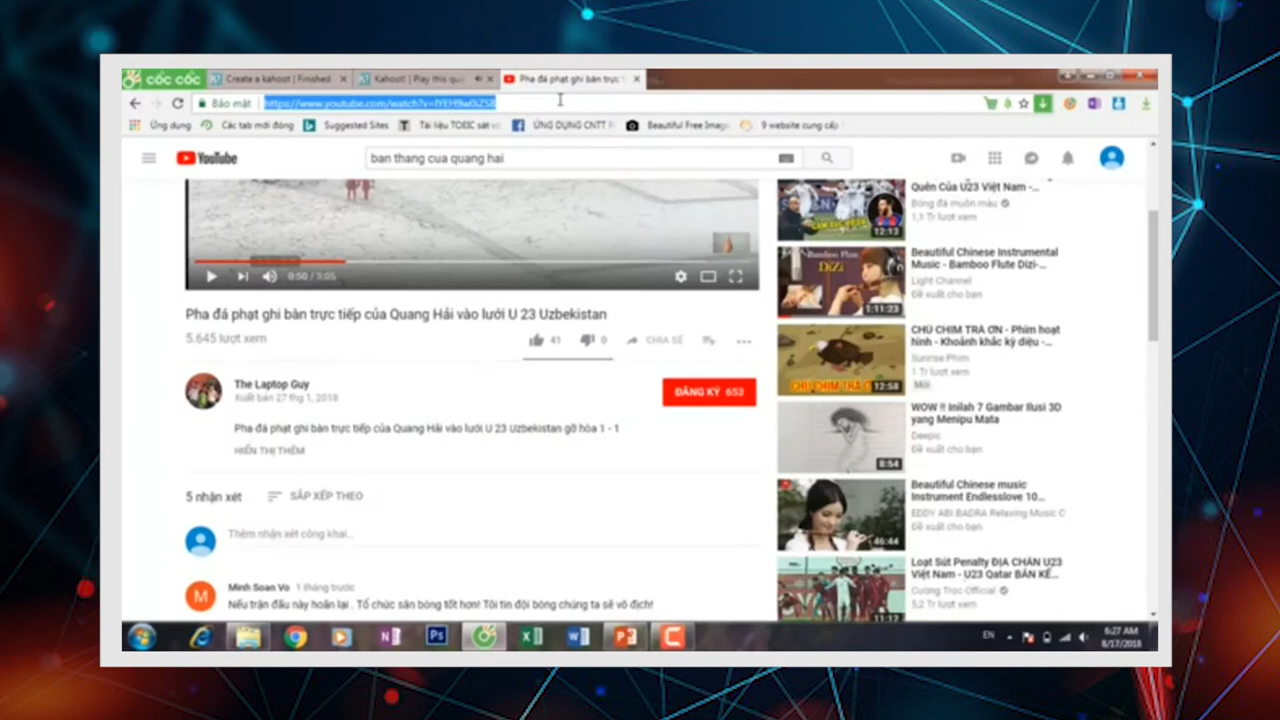 cốc cốc
Create a kahoot | Finished
Kahoot! | Play this qu
Pha đá phạt ghi bàn trực t
Bảo mật
Ứng dụng
Các tab mới đóng
Suggested Sites
Tài liệu TOEIC sát
ỨNG DỤNG CNTT
Beautiful Free Image
9 website cung cấp
YouTube
ban thang cua quang hai
0:50 / 3:05
Pha đá phạt ghi bàn trực tiếp của Quang Hải vào lưới U 23 Uzbekistan
5.645 lượt xem
41
0
CHIA SẺ
The Laptop Guy
Xuất bản 27 thg 1, 2018
ĐĂNG KÝ 653
Pha đá phạt ghi bàn trực tiếp của Quang Hải vào lưới U 23 Uzbekistan gỡ hòa 1 - 1
HIỂN THỊ THÊM
5 nhận xét
SẮP XẾP THEO
Thêm nhận xét công khai...
Minh Soan Vo 1 tháng trước
Nếu trận đấu này hoãn lại . Tổ chức sân bóng tốt hơn! Tôi tin đội bóng chúng ta sẽ vô địch!
M
Quên Của U23 Việt Nam -...
Bóng đá muôn màu
1,1 Tr lượt xem
12:13
Beautiful Chinese Instrumental
Music - Bamboo Flute Dizi-...
Light Channel
Đề xuất cho bạn
Bamboo Flute
DiZi
1:11:23
CHÚ CHIM TRẢ ƠN - Phim hoạt
hình - Khoảnh khắc kỳ diệu -...
Sunrise Phim
1 Tr lượt xem
Mới
12:58
WOW !! Inilah 7 Gambar Ilusi 3D
yang Menipu Mata
Deepic
Đề xuất cho bạn
8:54
Beautiful Chinese music
Instrument Endlesslove 10...
EDDY ABI BADRA Relaxing Music C
Đề xuất cho bạn
46:44
Loạt Sút Penalty ĐỊA CHẤN U23
Việt Nam - U23 Qatar BÁN KẾ...
Cường Trọc Official
5,2 Tr lượt xem
11:12
EN
6:27 AM
8/17/2018